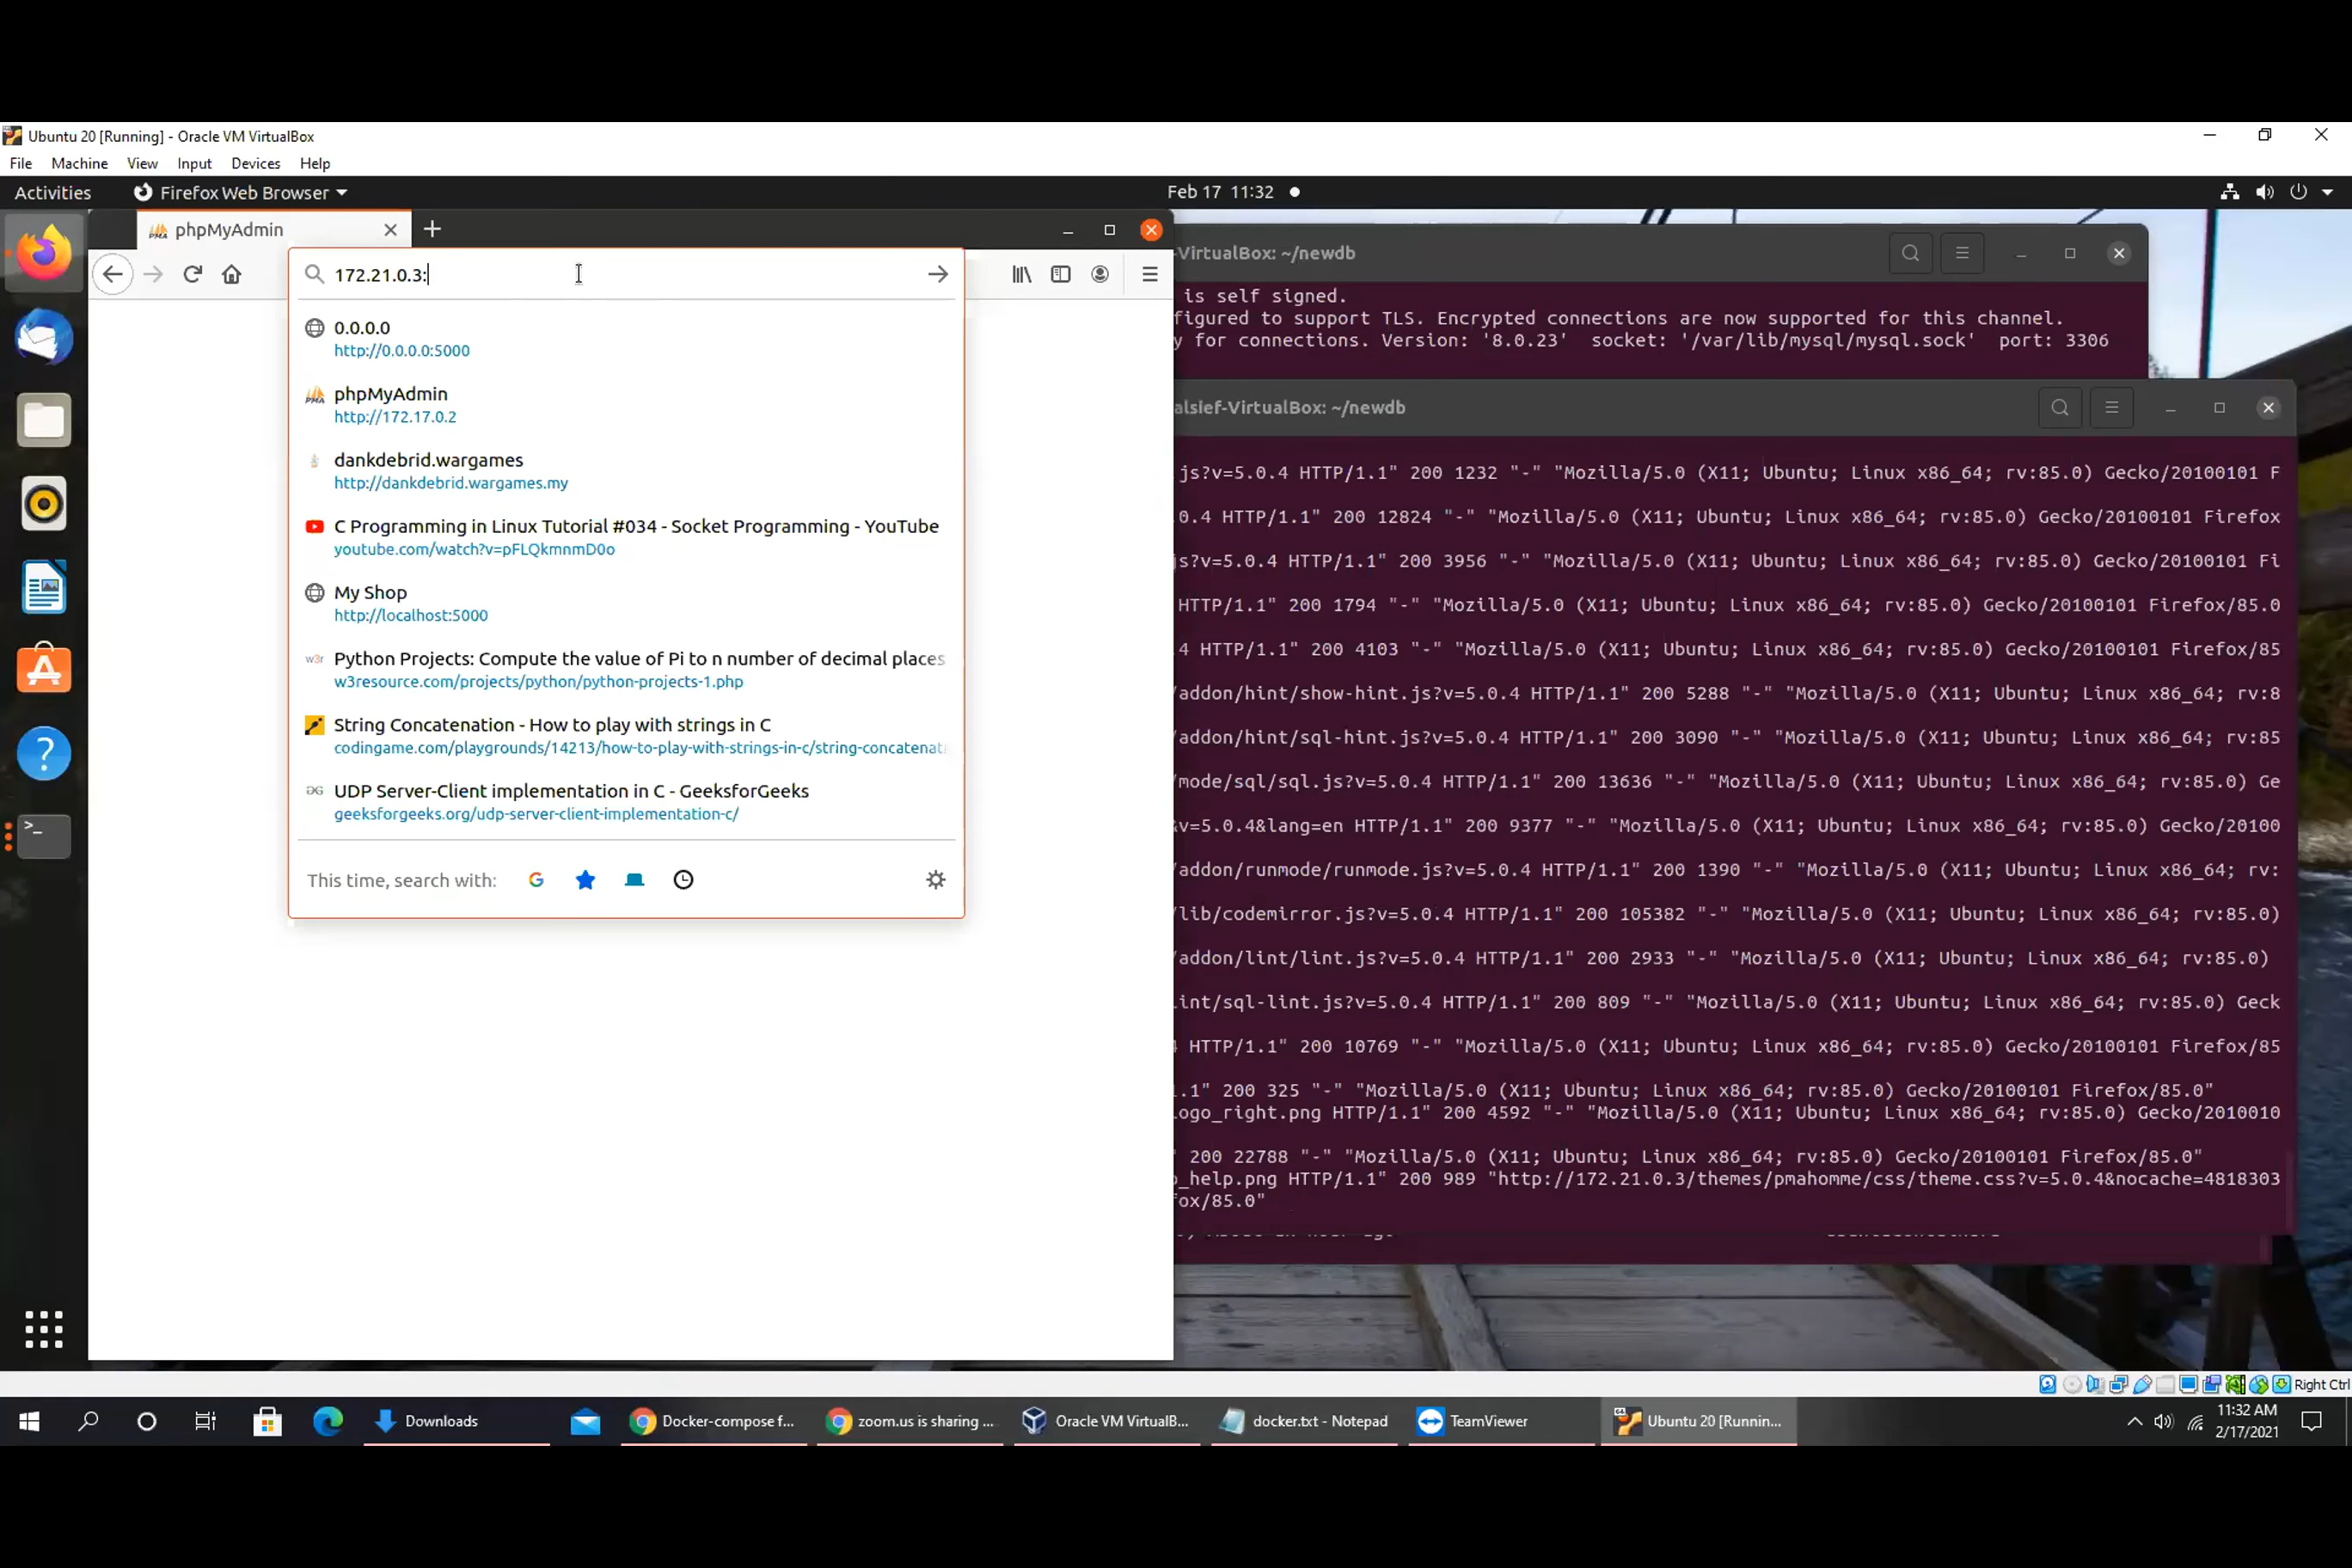 Ubuntu 20 [Running] - Oracle VM VirtualBox
File Machine View Input Devices Help
Activities Firefox Web Browser Feb 17 11:32
phpMyAdmin
172.21.0.3:
0.0.0.0
http://0.0.0.0:5000
phpMyAdmin
http://172.17.0.2
dankdebrid.wargames
http://dankdebrid.wargames.my
C Programming in Linux Tutorial #034 - Socket Programming - YouTube
youtube.com/watch?v=pFLQkmnmD0o
My Shop
http://localhost:5000
Python Projects: Compute the value of Pi to n number of decimal places
w3resource.com/projects/python/python-projects-1.php
String Concatenation - How to play with strings in C
codingame.com/playgrounds/14213/how-to-play-with-strings-in-c/string-concatenat
UDP Server-Client implementation in C - GeeksforGeeks
geeksforgeeks.org/udp-server-client-implementation-c/
This time, search with:
-VirtualBox: ~/newdb
is self signed.
figured to support TLS. Encrypted connections are now supported for this channel.
y for connections. Version: '8.0.23' socket: '/var/lib/mysql/mysql.sock' port: 3306
alsief-VirtualBox: ~/newdb
js?v=5.0.4 HTTP/1.1" 200 1232 "-" "Mozilla/5.0 (X11; Ubuntu; Linux x86_64; rv:85.0) Gecko/20100101 F
0.4 HTTP/1.1" 200 12824 "-" "Mozilla/5.0 (X11; Ubuntu; Linux x86_64; rv:85.0) Gecko/20100101 Firefox
js?v=5.0.4 HTTP/1.1" 200 3956 "-" "Mozilla/5.0 (X11; Ubuntu; Linux x86_64; rv:85.0) Gecko/20100101 Fi
HTTP/1.1" 200 1794 "-" "Mozilla/5.0 (X11; Ubuntu; Linux x86_64; rv:85.0) Gecko/20100101 Firefox/85.0
4 HTTP/1.1" 200 4103 "-" "Mozilla/5.0 (X11; Ubuntu; Linux x86_64; rv:85.0) Gecko/20100101 Firefox/85
/addon/hint/show-hint.js?v=5.0.4 HTTP/1.1" 200 5288 "-" "Mozilla/5.0 (X11; Ubuntu; Linux x86_64; rv:8
/addon/hint/sql-hint.js?v=5.0.4 HTTP/1.1" 200 3090 "-" "Mozilla/5.0 (X11; Ubuntu; Linux x86_64; rv:85
/mode/sql/sql.js?v=5.0.4 HTTP/1.1" 200 13636 "-" "Mozilla/5.0 (X11; Ubuntu; Linux x86_64; rv:85.0) Ge
&v=5.0.4&lang=en HTTP/1.1" 200 9377 "-" "Mozilla/5.0 (X11; Ubuntu; Linux x86_64; rv:85.0) Gecko/20100
/addon/runmode/runmode.js?v=5.0.4 HTTP/1.1" 200 1390 "-" "Mozilla/5.0 (X11; Ubuntu; Linux x86_64; rv:
/lib/codemirror.js?v=5.0.4 HTTP/1.1" 200 105382 "-" "Mozilla/5.0 (X11; Ubuntu; Linux x86_64; rv:85.0)
/addon/lint/lint.js?v=5.0.4 HTTP/1.1" 200 2933 "-" "Mozilla/5.0 (X11; Ubuntu; Linux x86_64; rv:85.0)
int/sql-lint.js?v=5.0.4 HTTP/1.1" 200 809 "-" "Mozilla/5.0 (X11; Ubuntu; Linux x86_64; rv:85.0) Geck
HTTP/1.1" 200 10769 "-" "Mozilla/5.0 (X11; Ubuntu; Linux x86_64; rv:85.0) Gecko/20100101 Firefox/85
.1" 200 325 "-" "Mozilla/5.0 (X11; Ubuntu; Linux x86_64; rv:85.0) Gecko/20100101 Firefox/85.0"
logo_right.png HTTP/1.1" 200 4592 "-" "Mozilla/5.0 (X11; Ubuntu; Linux x86_64; rv:85.0) Gecko/2010010
" 200 22788 "-" "Mozilla/5.0 (X11; Ubuntu; Linux x86_64; rv:85.0) Gecko/20100101 Firefox/85.0"
_help.png HTTP/1.1" 200 989 "http://172.21.0.3/themes/pmahomme/css/theme.css?v=5.0.4&nocache=4818303
fox/85.0"
Right Ctrl
Downloads Docker-compose f... zoom.us is sharing ... Oracle VM VirtualB... docker.txt - Notepad TeamViewer Ubuntu 20 [Runnin...
11:32 AM
2/17/2021